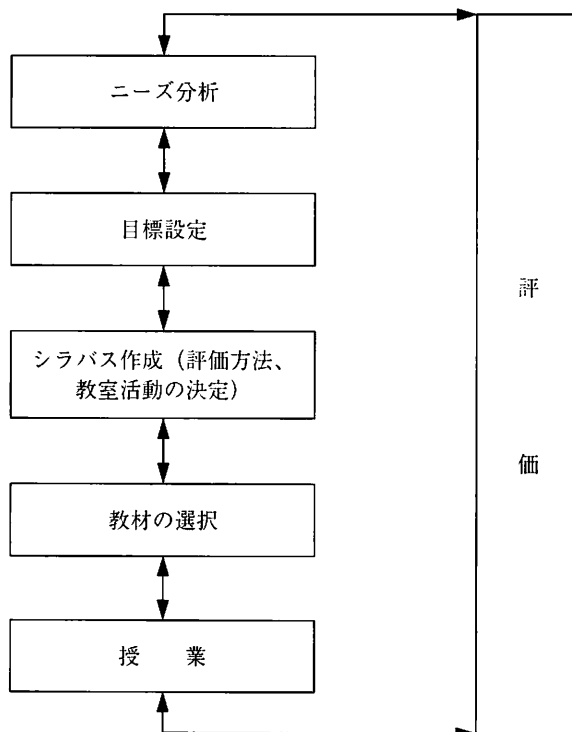 ニーズ分析
目標設定
シラバス作成（評価方法、
教室活動の決定）
教材の選択
授　　業
評
価